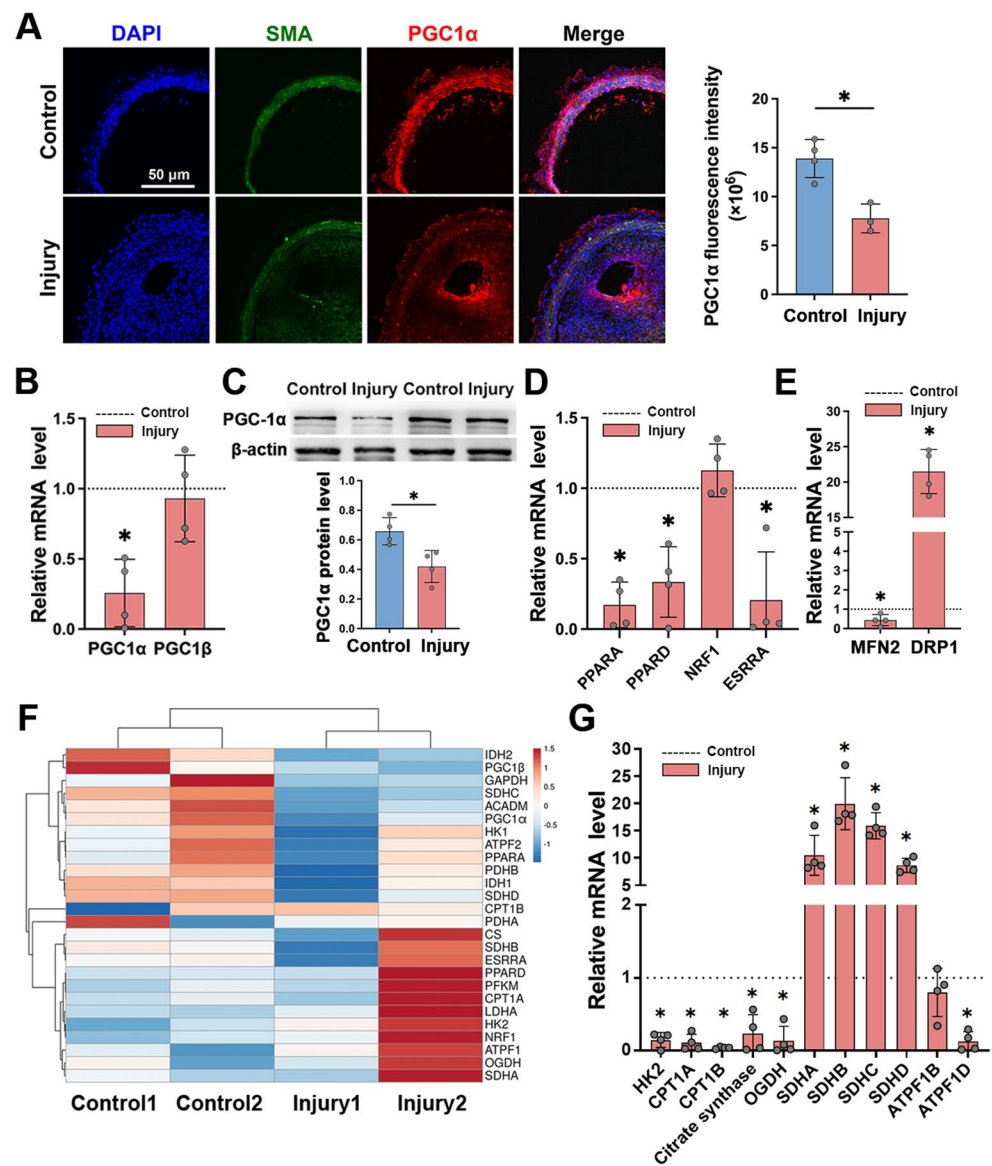 A
DAPI SMA PGC1α Merge
Control
50 μm
Injury
PGC1α fluorescence intensity
(×10⁶)
20
15
10
5
0
*
Control Injury
B
Relative mRNA level
1.5
1.0
0.5
0.0
Control
Injury
*
PGC1α PGC1β
C
Control Injury Control Injury
PGC-1α
β-actin
PGC1α protein level
1.0
0.8
0.6
0.4
0.2
0.0
*
Control Injury
D
Relative mRNA level
1.5
1.0
0.5
0.0
Control
Injury
* * *
PPARA PPARD NRF1 ESRRA
E
Control
Injury
Relative mRNA level
30
25
20
15
5
4
3
2
1
0
* *
MFN2 DRP1
F
IDH2
PGC1β
GAPDH
SDHC
ACADM
PGC1α
HK1
ATPF2
PPARA
PDHB
IDH1
SDHD
CPT1B
PDHA
CS
SDHB
ESRRA
PPARD
PFKM
CPT1A
LDHA
HK2
NRF1
ATPF1
OGDH
SDHA
1.5
1
0.5
0
-0.5
-1
Control1 Control2 Injury1 Injury2
G
Relative mRNA level
30
25
20
15
10
5
2
1
0
Control
Injury
* * * * * * * * * *
HK2 CPT1A CPT1B Citrate synthase OGDH SDHA SDHB SDHC SDHD ATPF1B ATPF1D